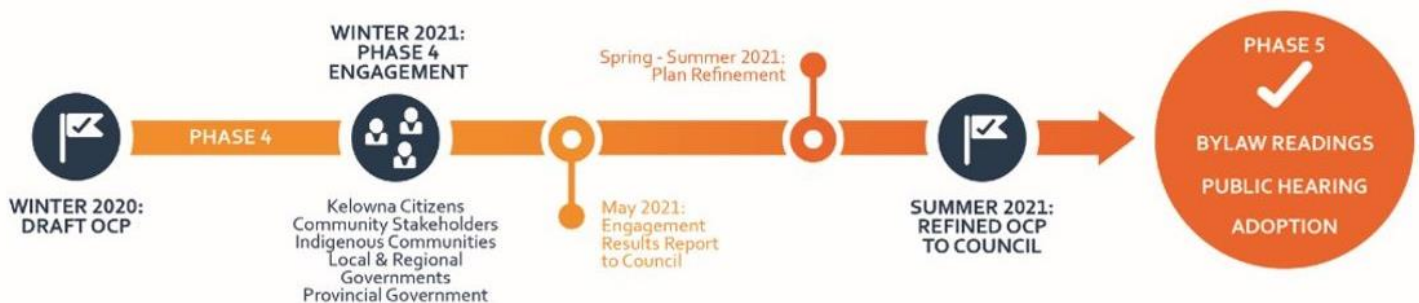 WINTER 2020:
DRAFT OCP
PHASE 4
WINTER 2021:
PHASE 4
ENGAGEMENT
Kelowna Citizens
Community Stakeholders
Indigenous Communities
Local & Regional
Governments
Provincial Government
May 2021:
Engagement
Results Report
to Council
Spring - Summer 2021:
Plan Refinement
SUMMER 2021:
REFINED OCP
TO COUNCIL
PHASE 5
BYLAW READINGS
PUBLIC HEARING
ADOPTION